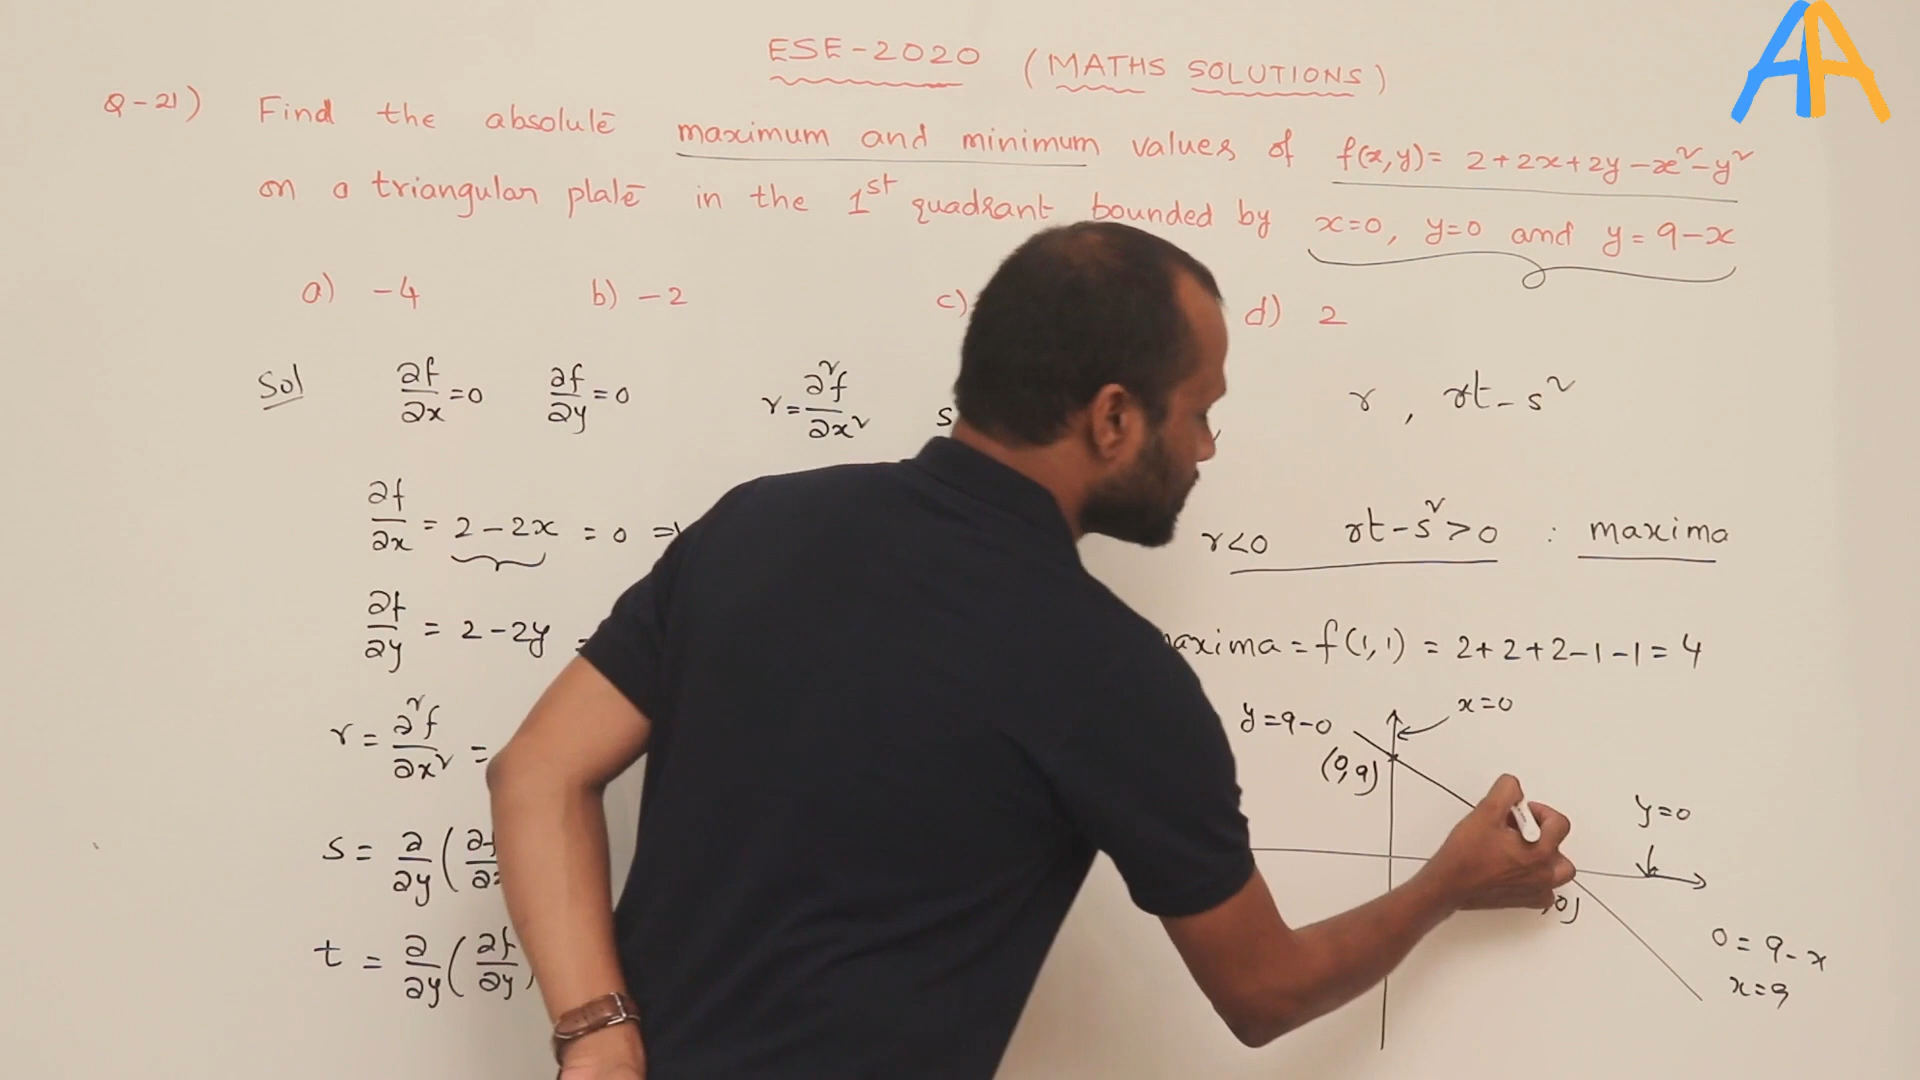 ESE-2020 (MATHS SOLUTIONS)
Q-21) Find the absolute maximum and minimum values of f(x,y)= 2+2x+2y-x²-y²
on a triangular plate in the 1st quadrant bounded by x=0, y=0 and y=9-x
a) -4 b) -2 c) d) 2
Sol ∂f/∂x=0 ∂f/∂y=0 r=∂²f/∂x² s r, rt-s²
∂f/∂x = 2-2x = 0 ⇒ r<0 rt-s²>0 : maxima
∂f/∂y = 2-2y = maxima = f(1,1) = 2+2+2-1-1=4
r = ∂²f/∂x² =
s = ∂/∂y(∂f/∂x
t = ∂/∂y(∂f/∂y)
y=9-0 x=0
(0,9)
y=0
,0)
0=9-x
x=9
AA